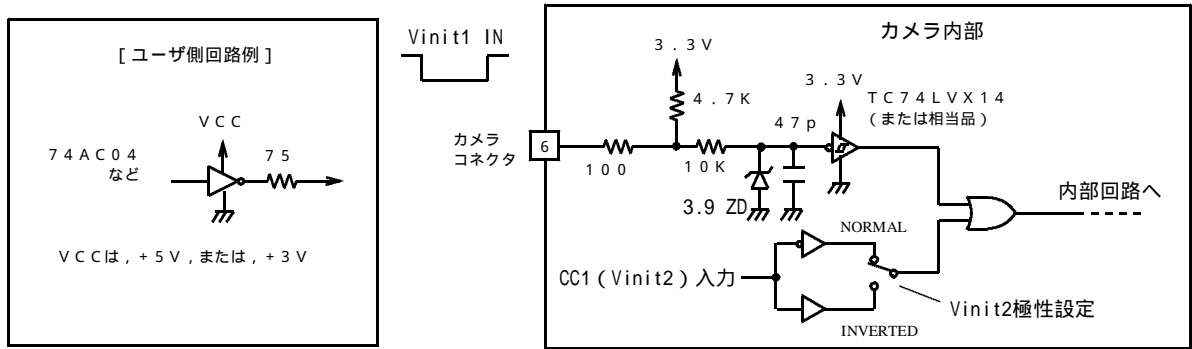 [ユーザ側回路例]
VCC
74AC04
など
75
VCCは,+5V,または,+3V
Vinit1 IN
カメラ内部
3.3V
4.7K
3.3V
TC74LVX14
(または相当品)
47p
カメラ
コネクタ
6
100
10K
3.9 ZD
内部回路へ
NORMAL
CC1(Vinit2)入力
Vinit2極性設定
INVERTED